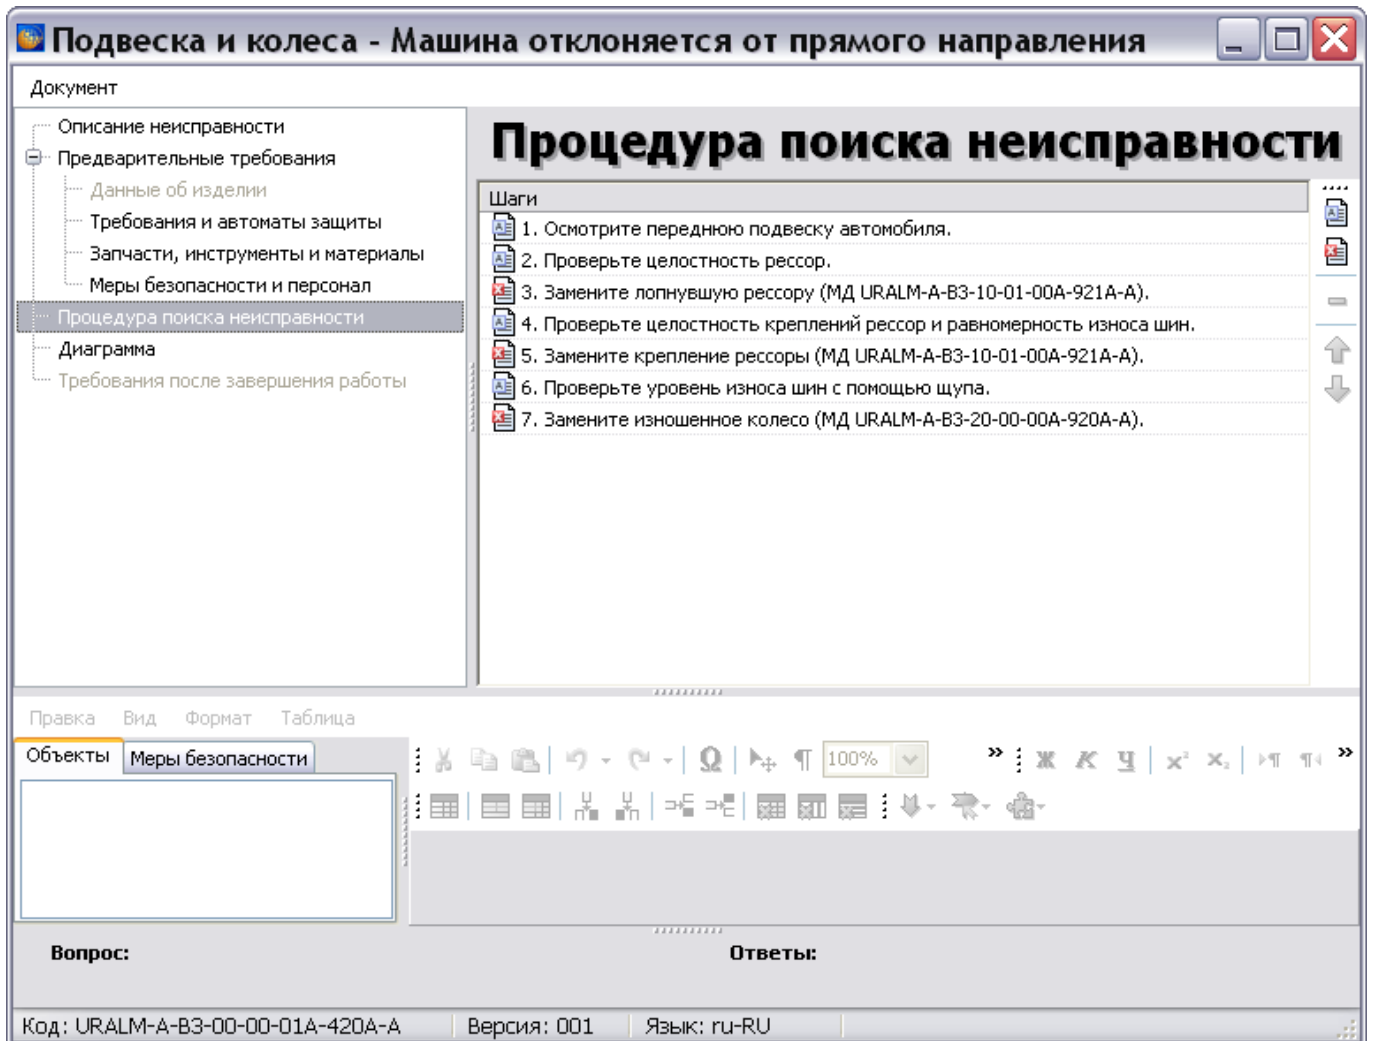 Подвеска и колеса - Машина отклоняется от прямого направления
Документ
Описание неисправности
Предварительные требования
Данные об изделии
Требования и автоматы защиты
Запчасти, инструменты и материалы
Меры безопасности и персонал
Процедура поиска неисправности
Диаграмма
Требования после завершения работы
Процедура поиска неисправности
Шаги
1. Осмотрите переднюю подвеску автомобиля.
2. Проверьте целостность рессор.
3. Замените лопнувшую рессору (МД URALM-A-B3-10-01-00A-921A-A).
4. Проверьте целостность креплений рессор и равномерность износа шин.
5. Замените крепление рессоры (МД URALM-A-B3-10-01-00A-921A-A).
6. Проверьте уровень износа шин с помощью щупа.
7. Замените изношенное колесо (МД URALM-A-B3-20-00-00A-920A-A).
Правка Вид Формат Таблица
Объекты Меры безопасности
100%
Ж К Ч x² x₂
Вопрос: Ответы:
Код: URALM-A-B3-00-00-01A-420A-A Версия: 001 Язык: ru-RU